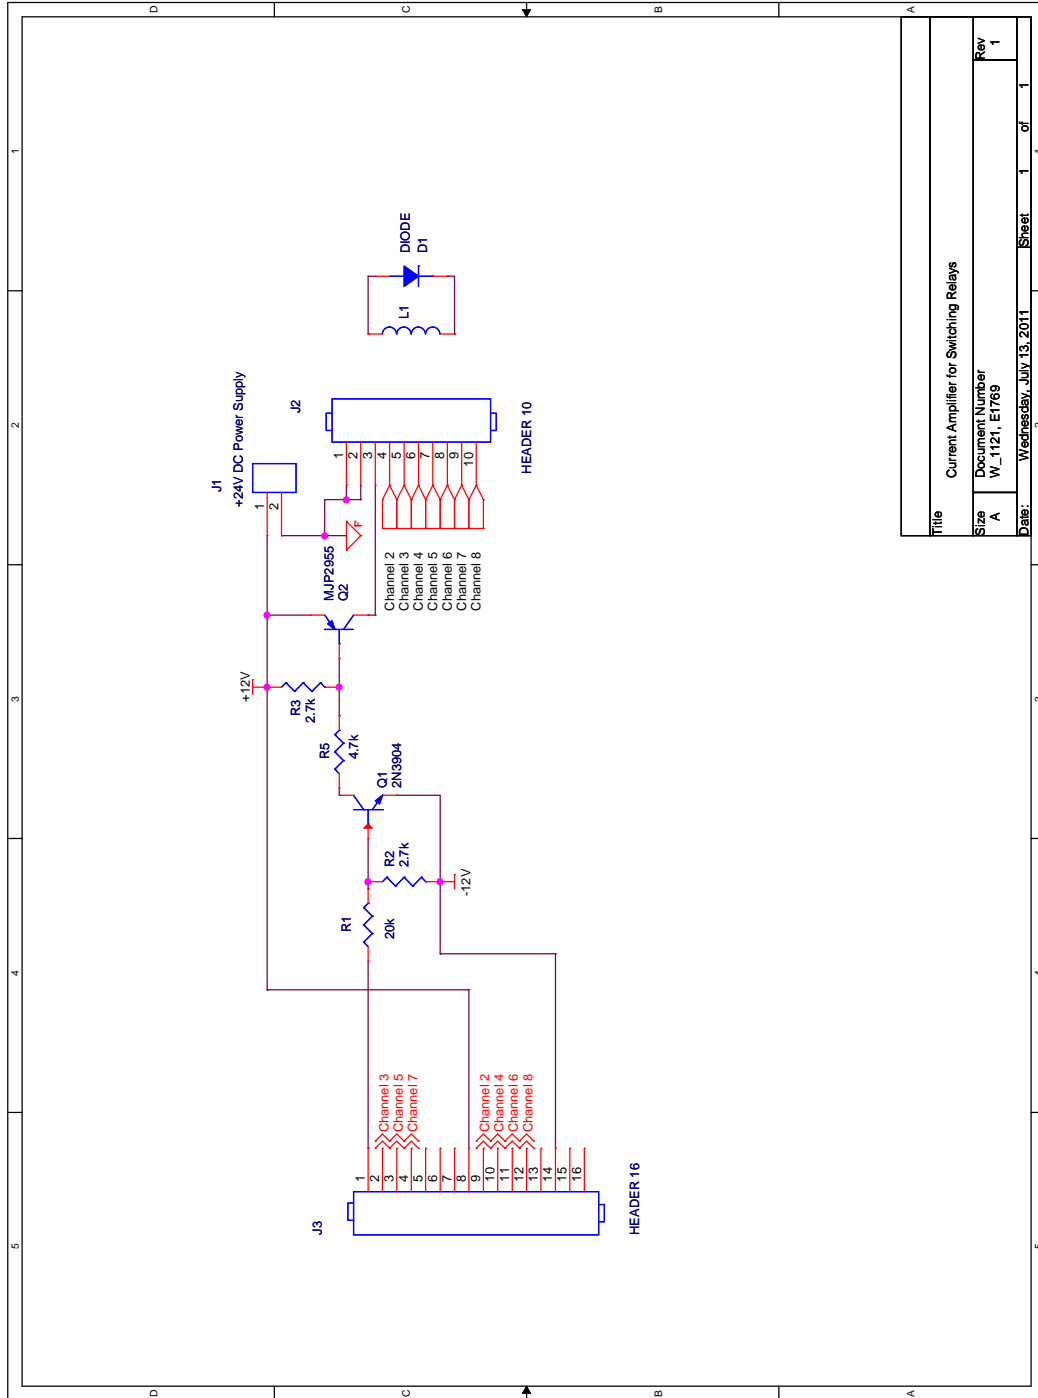 5
4
3
2
1
D
C
B
A
D
C
B
A
J1
+24V DC Power Supply
1
2
+12V
R3
2.7k
MJP2955
Q2
F
J2
1
2
3
4
5
6
7
8
9
10
HEADER 10
Channel 2
Channel 3
Channel 4
Channel 5
Channel 6
Channel 7
Channel 8
L1
DIODE
D1
R5
4.7k
Q1
2N3904
R1
20k
R2
2.7k
-12V
J3
1
2
3
4
5
6
7
8
9
10
11
12
13
14
15
16
HEADER 16
Channel 3
Channel 5
Channel 7
Channel 2
Channel 4
Channel 6
Channel 8
Title
Current Amplifier for Switching Relays
Size
A
Document Number
W_1121, E1769
Rev
1
Date: Wednesday, July 13, 2011 Sheet 1 of 1